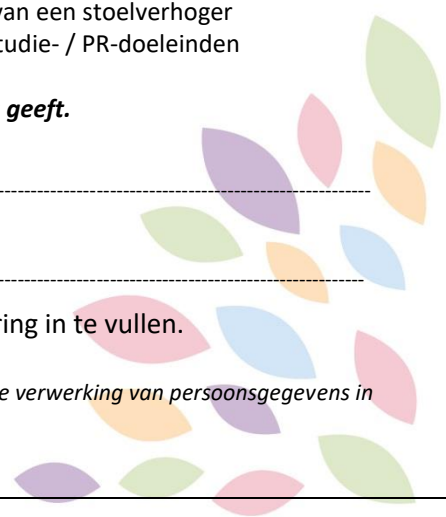 van een stoelverhoger
tudie- / PR-doeleinden
geeft.
ring in te vullen.
e verwerking van persoonsgegevens in